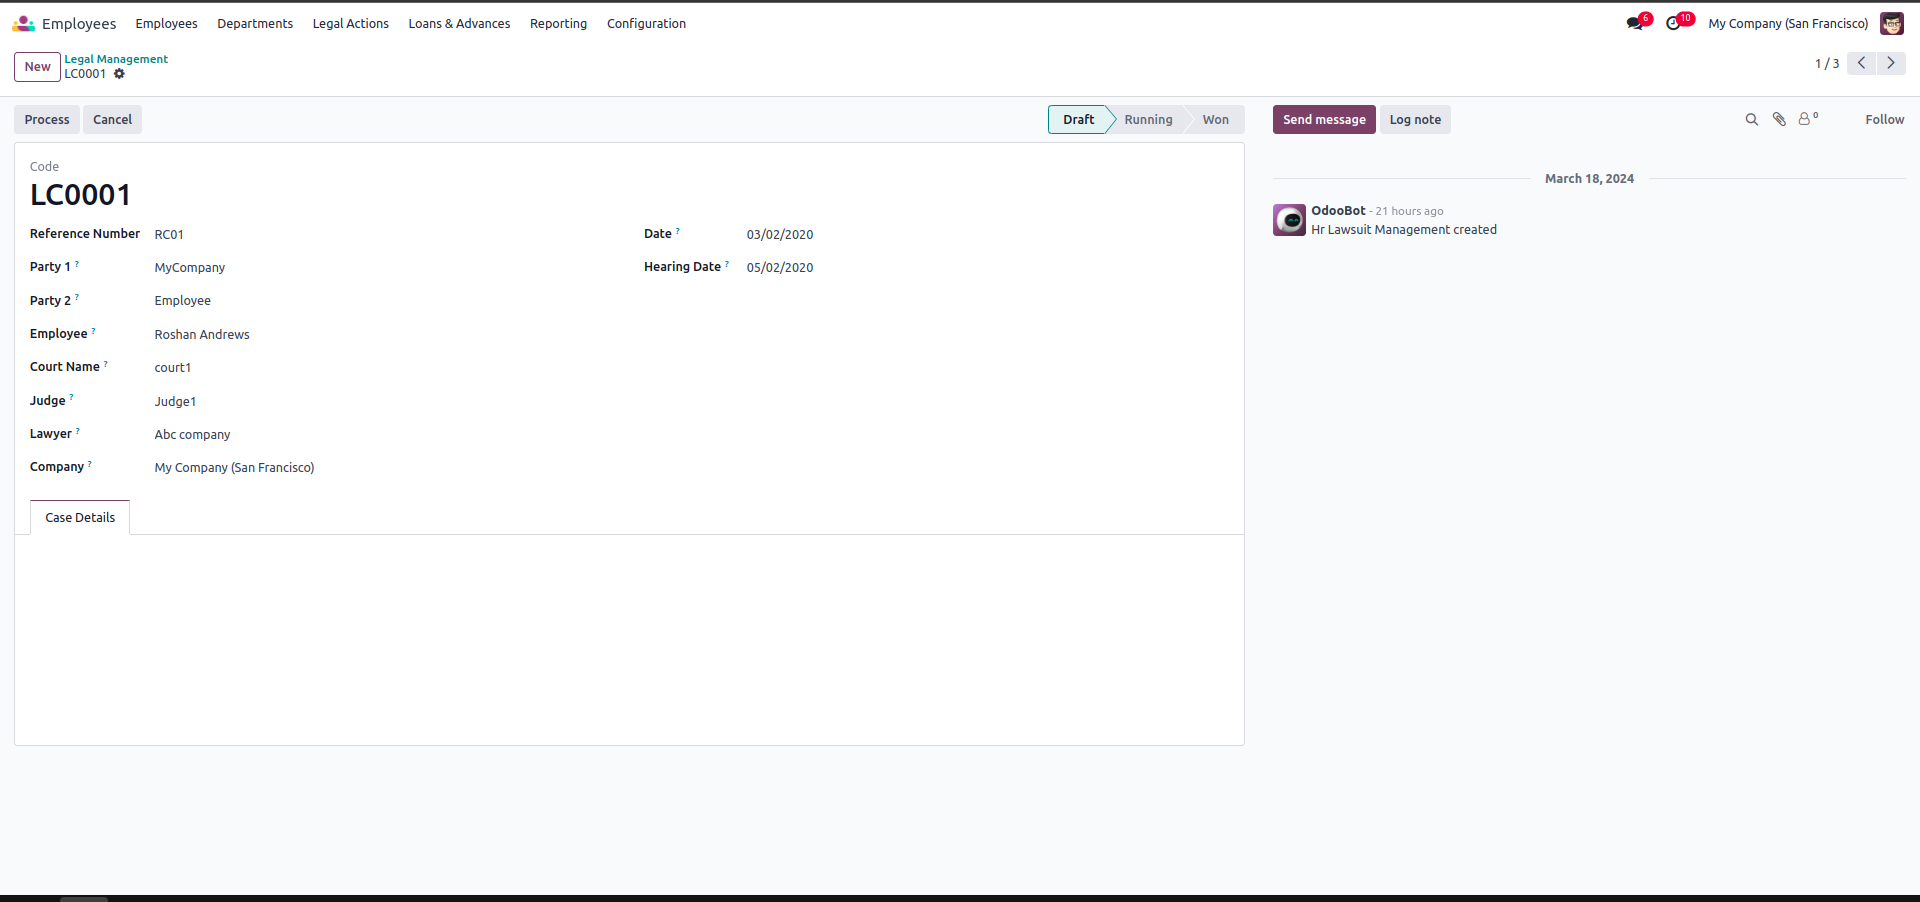 Employees Employees Departments Legal Actions Loans & Advances Reporting Configuration 6 10 My Company (San Francisco)
New Legal Management
LC0001
1 / 3
Process Cancel Draft Running Won Send message Log note 0 Follow
Code
LC0001
Reference Number RC01 Date ? 03/02/2020
Party 1 ? MyCompany Hearing Date ? 05/02/2020
Party 2 ? Employee
Employee ? Roshan Andrews
Court Name ? court1
Judge ? Judge1
Lawyer ? Abc company
Company ? My Company (San Francisco)
Case Details
March 18, 2024
OdooBot - 21 hours ago
Hr Lawsuit Management created